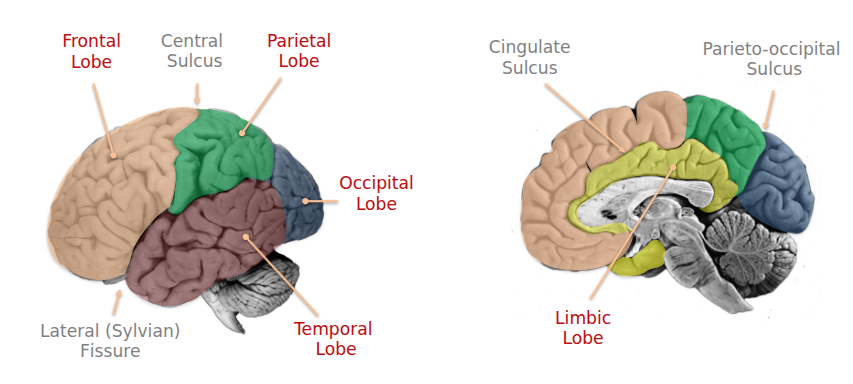 Frontal
Lobe
Central
Sulcus
Parietal
Lobe
Occipital
Lobe
Lateral (Sylvian)
Fissure
Temporal
Lobe
Cingulate
Sulcus
Parieto-occipital
Sulcus
Limbic
Lobe